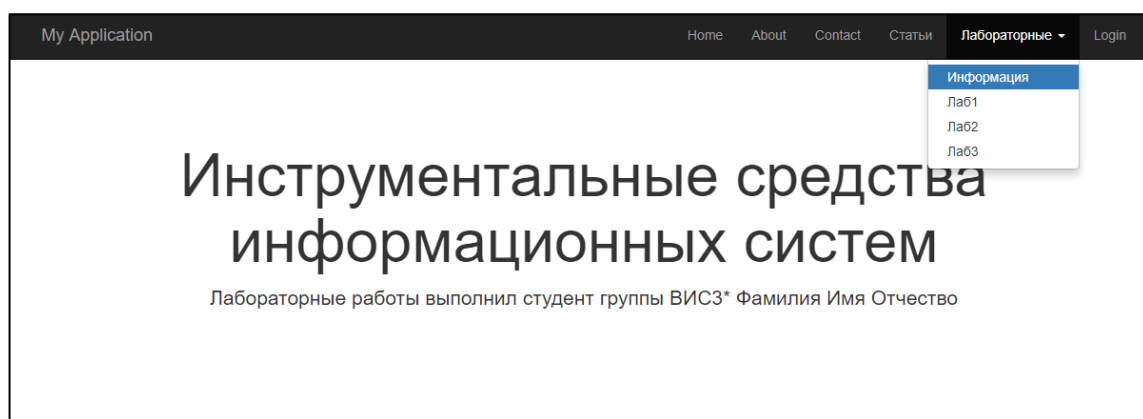 My Application Home About Contact Статьи Лабораторные Login
Информация
Лаб1
Лаб2
Лаб3
Инструментальные средства
информационных систем
Лабораторные работы выполнил студент группы ВИС3* Фамилия Имя Отчество